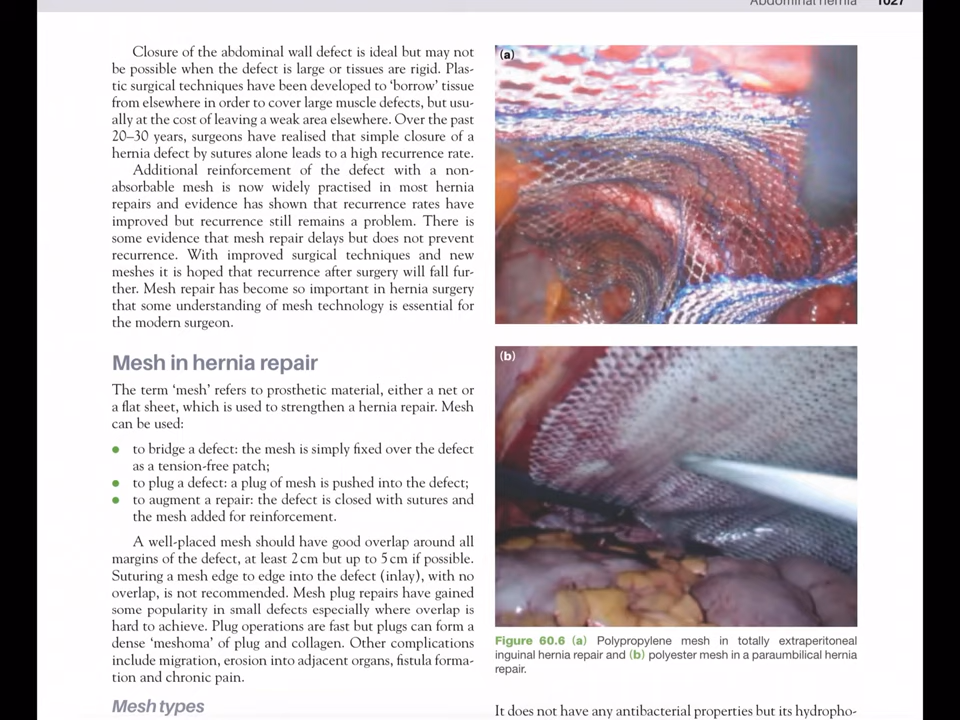 Abdominal hernia 1027
Closure of the abdominal wall defect is ideal but may not
be possible when the defect is large or tissues are rigid. Plas-
tic surgical techniques have been developed to ‘borrow’ tissue
from elsewhere in order to cover large muscle defects, but usu-
ally at the cost of leaving a weak area elsewhere. Over the past
20–30 years, surgeons have realised that simple closure of a
hernia defect by sutures alone leads to a high recurrence rate.
Additional reinforcement of the defect with a non-
absorbable mesh is now widely practised in most hernia
repairs and evidence has shown that recurrence rates have
improved but recurrence still remains a problem. There is
some evidence that mesh repair delays but does not prevent
recurrence. With improved surgical techniques and new
meshes it is hoped that recurrence after surgery will fall fur-
ther. Mesh repair has become so important in hernia surgery
that some understanding of mesh technology is essential for
the modern surgeon.
Mesh in hernia repair
The term ‘mesh’ refers to prosthetic material, either a net or
a flat sheet, which is used to strengthen a hernia repair. Mesh
can be used:
● to bridge a defect: the mesh is simply fixed over the defect
as a tension-free patch;
● to plug a defect: a plug of mesh is pushed into the defect;
● to augment a repair: the defect is closed with sutures and
the mesh added for reinforcement.
A well-placed mesh should have good overlap around all
margins of the defect, at least 2 cm but up to 5 cm if possible.
Suturing a mesh edge to edge into the defect (inlay), with no
overlap, is not recommended. Mesh plug repairs have gained
some popularity in small defects especially where overlap is
hard to achieve. Plug operations are fast but plugs can form a
dense ‘meshoma’ of plug and collagen. Other complications
include migration, erosion into adjacent organs, fistula forma-
tion and chronic pain.
Mesh types
(a)
(b)
Figure 60.6 (a) Polypropylene mesh in totally extraperitoneal
inguinal hernia repair and (b) polyester mesh in a paraumbilical hernia
repair.
It does not have any antibacterial properties but its hydropho-